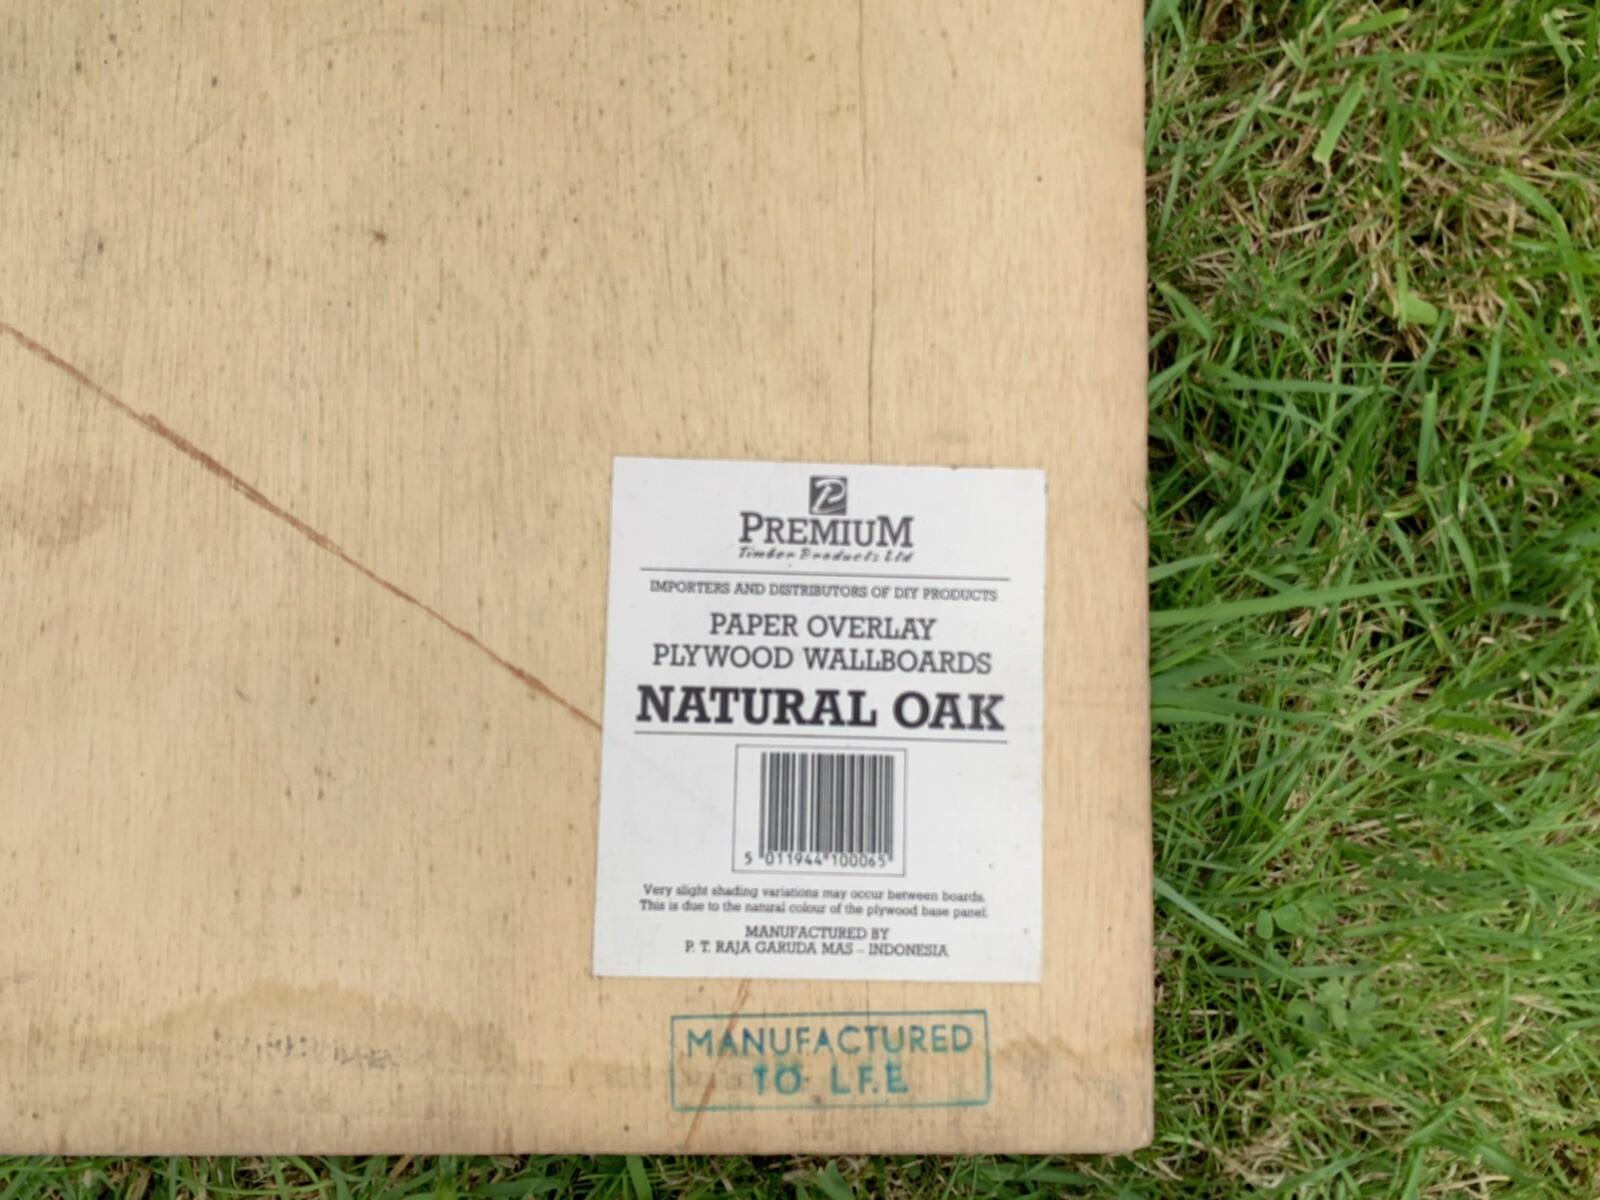 P
PREMIUM
Timber Products Ltd
IMPORTERS AND DISTRIBUTORS OF DIY PRODUCTS
PAPER OVERLAY
PLYWOOD WALLBOARDS
NATURAL OAK
5 011944 100065
Very slight shading variations may occur between boards.
This is due to the natural colour of the plywood base panel.
MANUFACTURED BY
P. T. RAJA GARUDA MAS – INDONESIA
MANUFACTURED
TO L.F.E